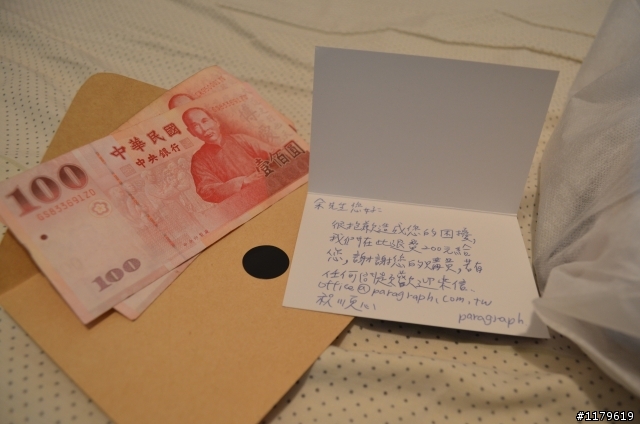 100
中華民國
中央銀行
壹佰圓
100
余先生您好:
很抱歉造成您的困擾,
我們在此退費200元給
您,謝謝您的購買,若有
任何問題歡迎來信.
office@paragraph.com.tw
祝 順心
paragraph
#1179619